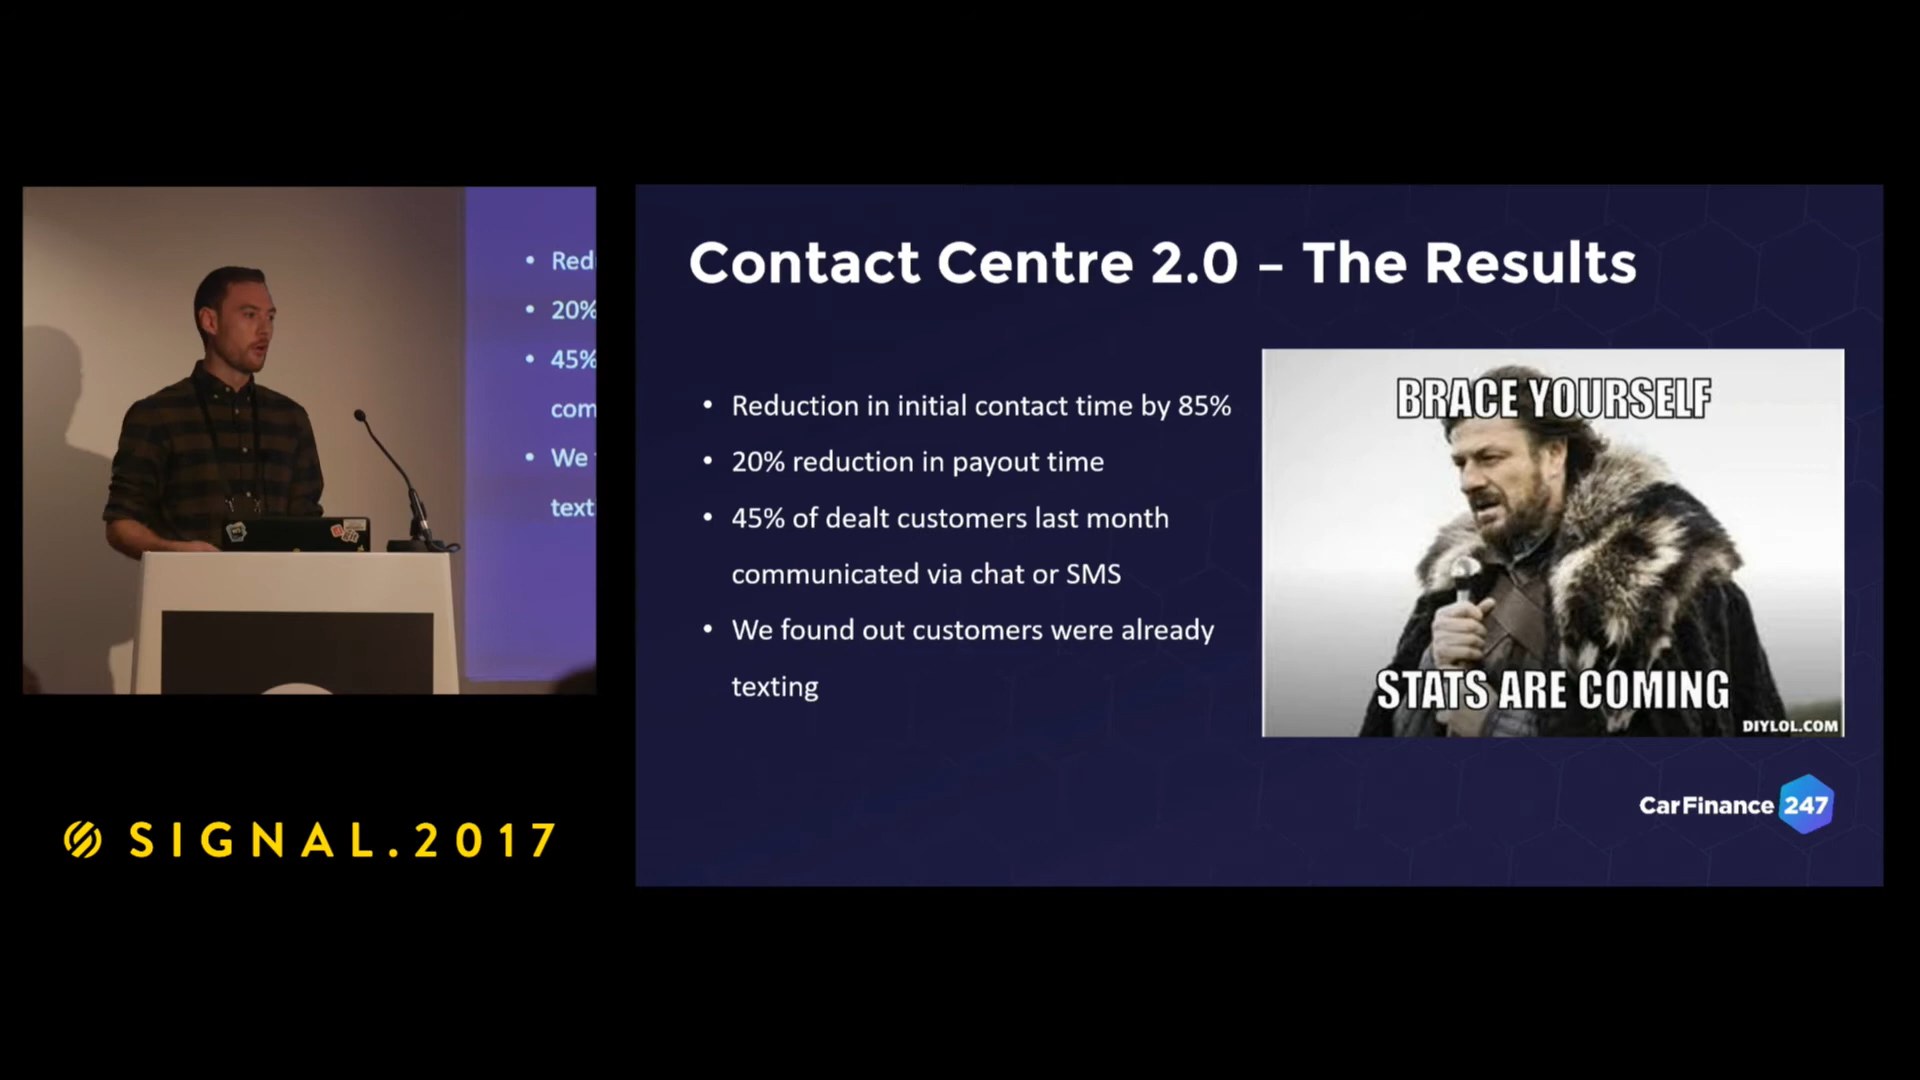 Red
20%
45%
com
We
text
SIGNAL.2017
Contact Centre 2.0 – The Results
• Reduction in initial contact time by 85%
• 20% reduction in payout time
• 45% of dealt customers last month
communicated via chat or SMS
• We found out customers were already
texting
BRACE YOURSELF
STATS ARE COMING
DIYLOL.COM
CarFinance 247